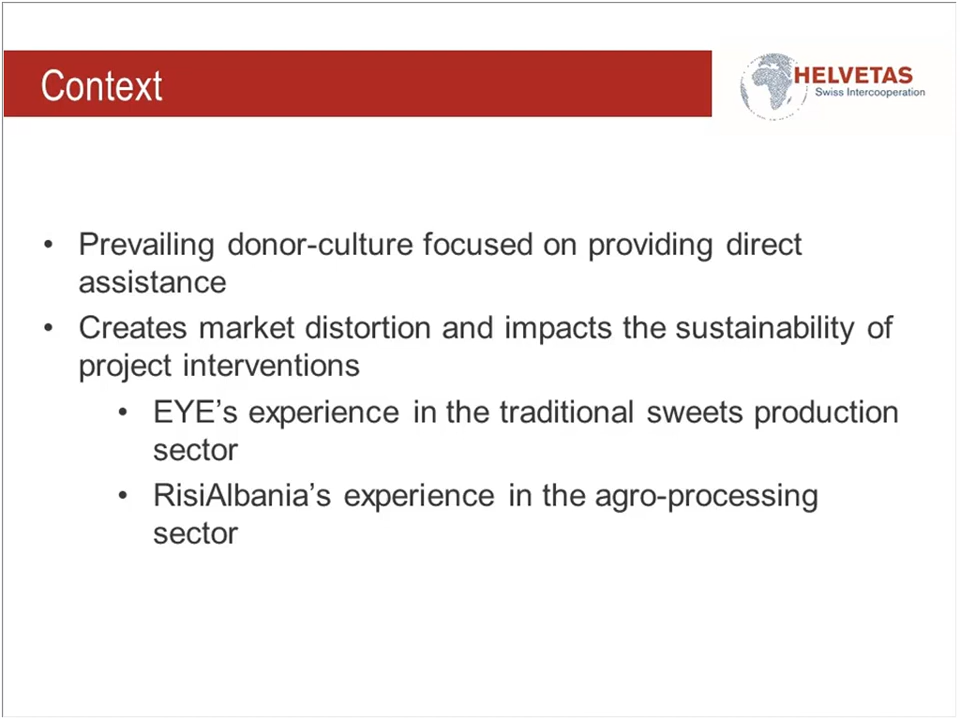 Context
HELVETAS
Swiss Intercooperation
• Prevailing donor-culture focused on providing direct
assistance
• Creates market distortion and impacts the sustainability of
project interventions
• EYE’s experience in the traditional sweets production
sector
• RisiAlbania’s experience in the agro-processing
sector